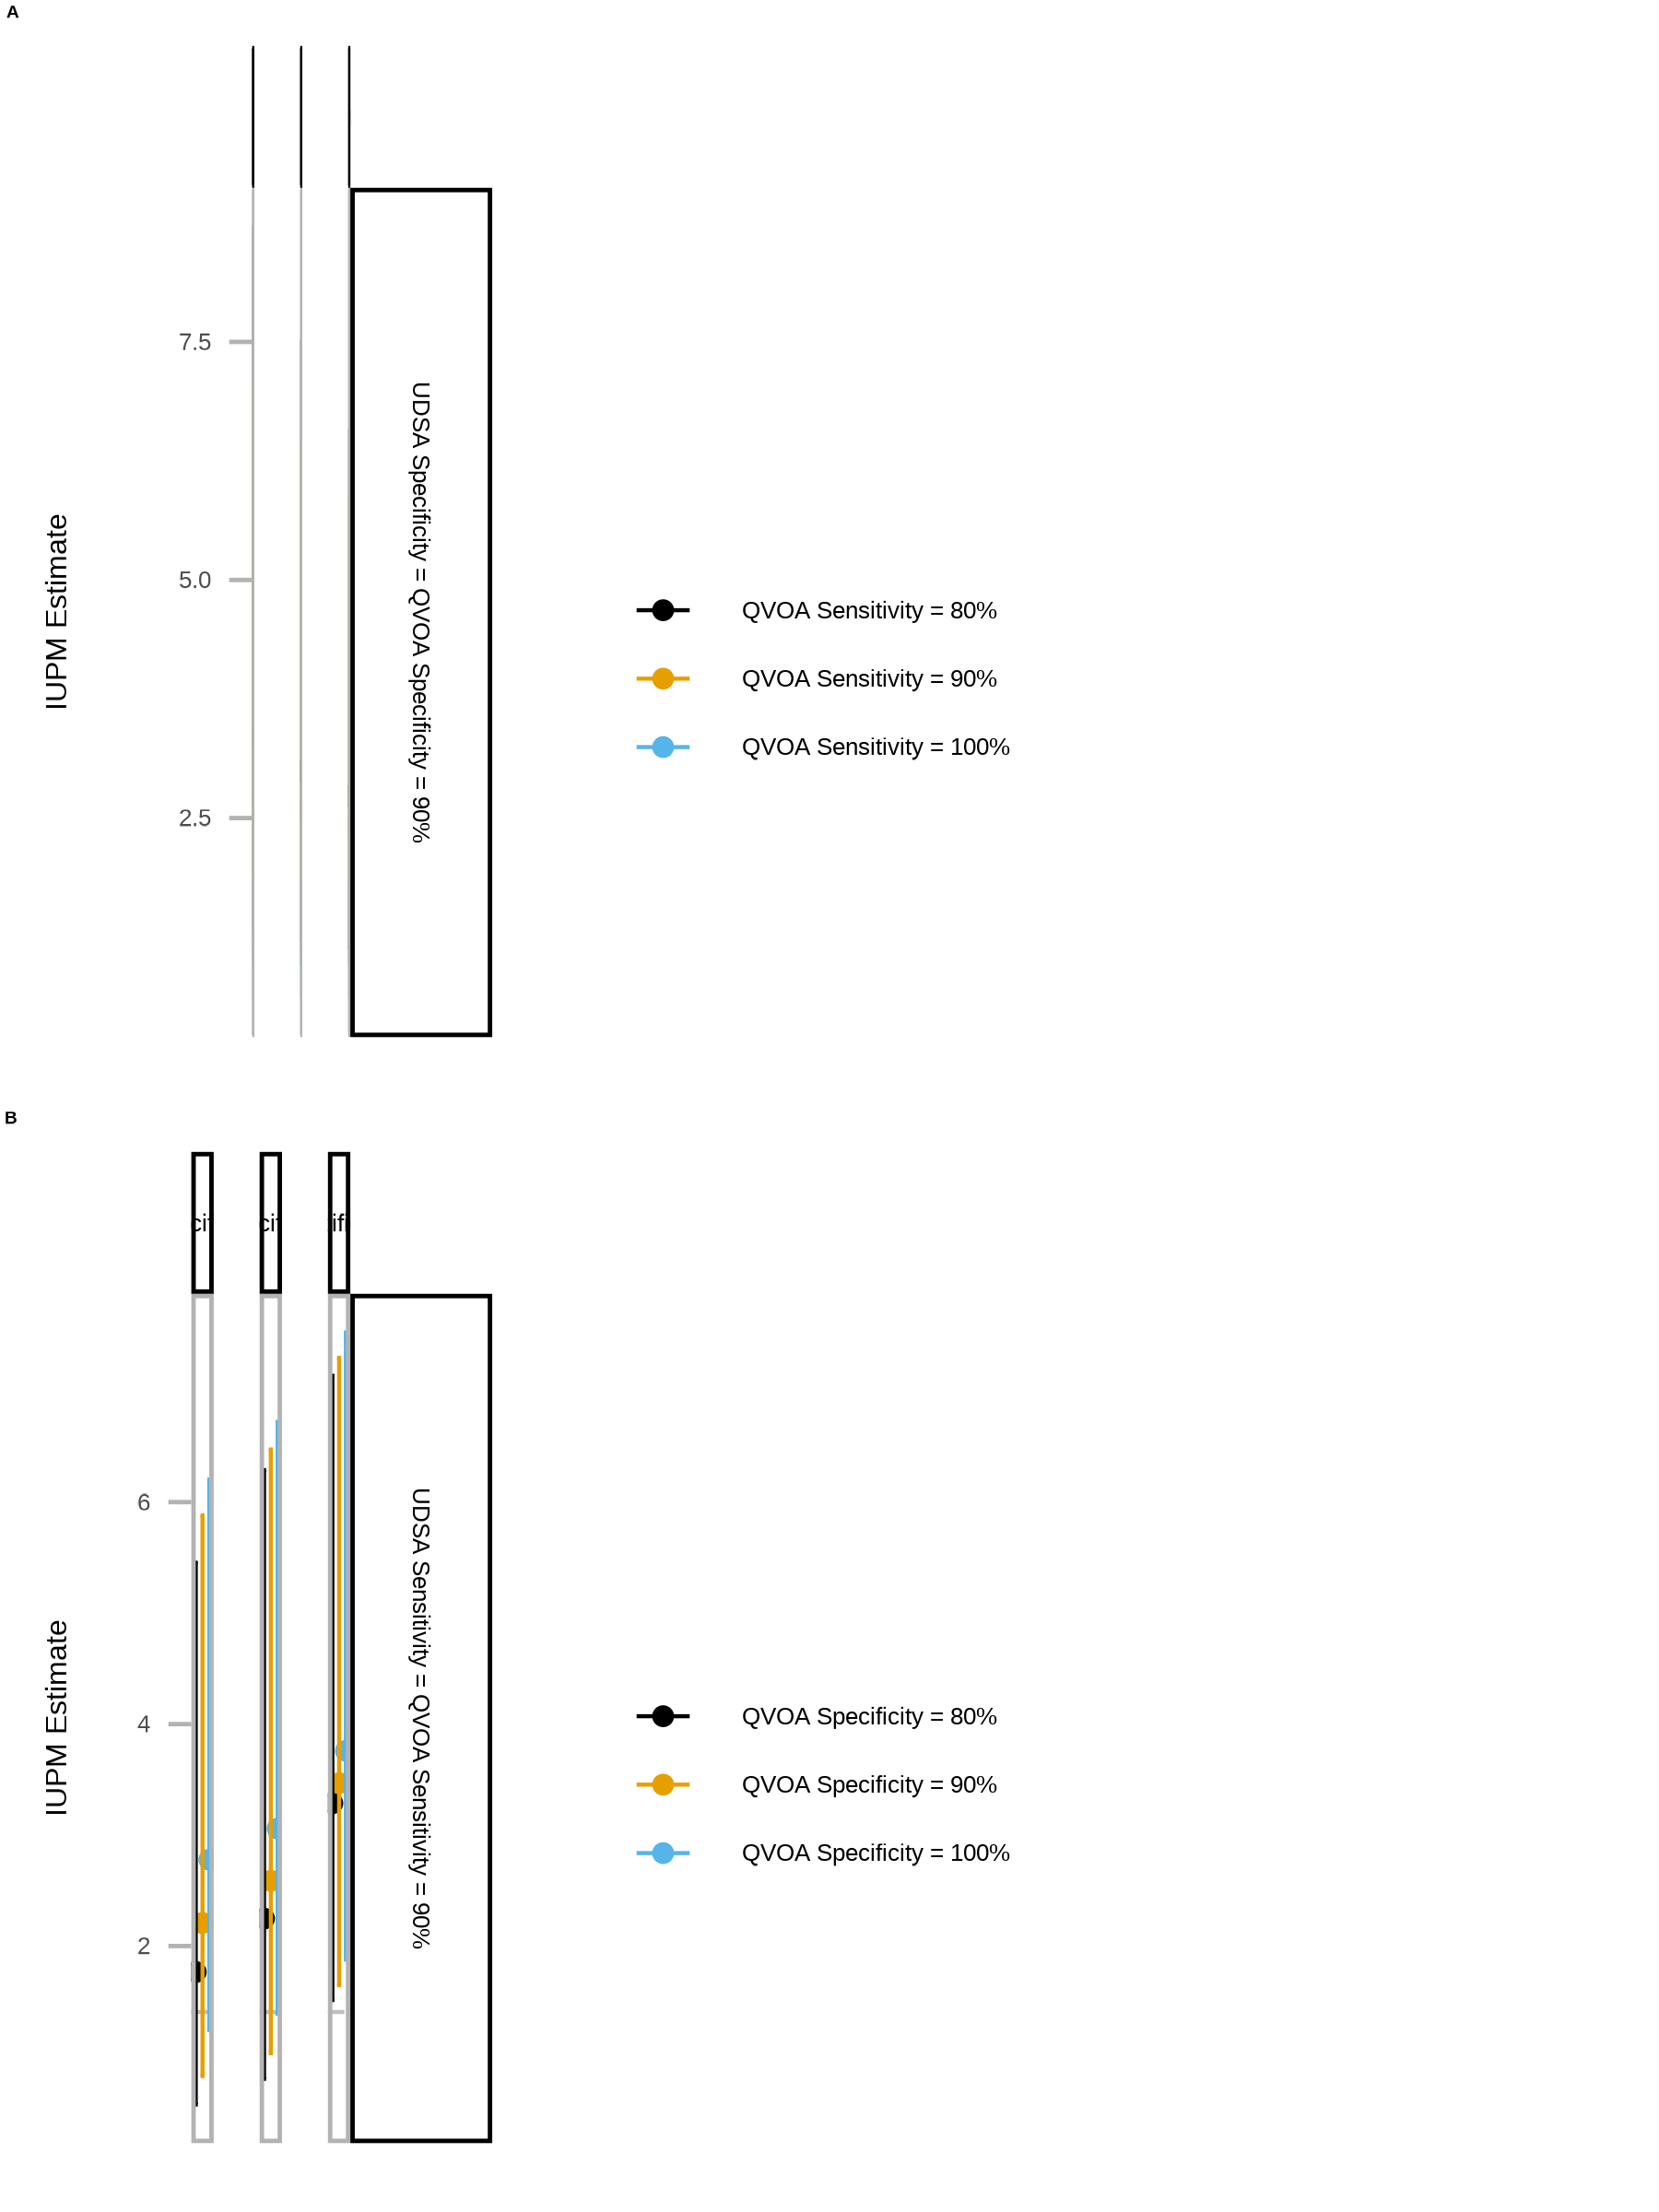 A
7.5
5.0
2.5
IUPM Estimate
UDSA Specificity = QVOA Specificity = 90%
QVOA Sensitivity = 80%
QVOA Sensitivity = 90%
QVOA Sensitivity = 100%
B
6
4
2
IUPM Estimate
UDSA Sensitivity = QVOA Sensitivity = 90%
QVOA Specificity = 80%
QVOA Specificity = 90%
QVOA Specificity = 100%